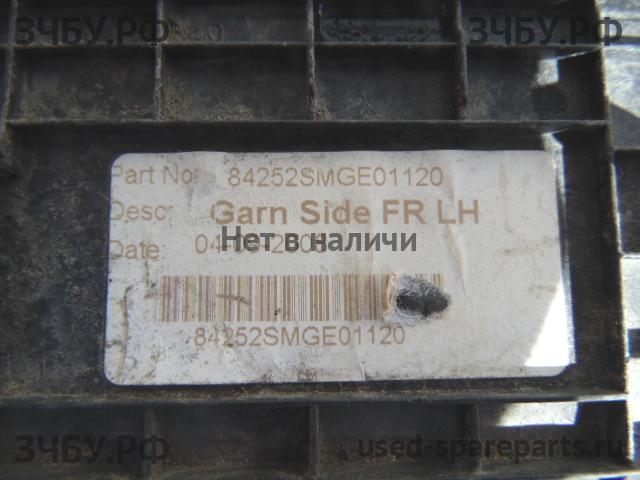 ЗЧБУ.РФ ЗЧБУ.РФ
Part No: 84252SMGE01120
Desc: Garn Side FR LH
Date
Нет в наличи
84252SMGE01120
ЗЧБУ.РФ used-spareparts.ru